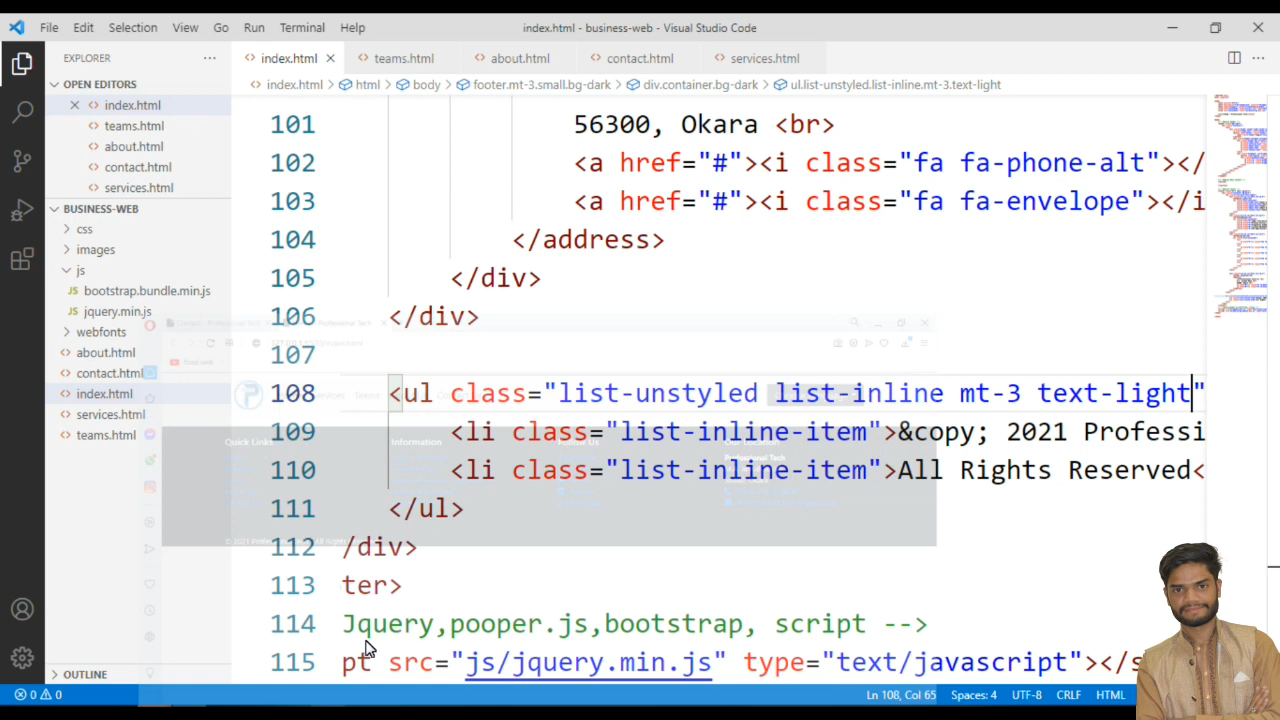 File Edit Selection View Go Run Terminal Help
index.html - business-web - Visual Studio Code
EXPLORER
index.html
teams.html
about.html
contact.html
services.html
OPEN EDITORS
index.html
teams.html
about.html
contact.html
services.html
BUSINESS-WEB
css
images
js
bootstrap.bundle.min.js
jquery.min.js
webfonts
about.html
contact.html
index.html
services.html
teams.html
OUTLINE
index.html > html > body > footer.mt-3.small.bg-dark > div.container.bg-dark > ul.list-unstyled.list-inline.mt-3.text-light
101 56300, Okara <br>
102 <a href="#"><i class="fa fa-phone-alt"></
103 <a href="#"><i class="fa fa-envelope"></i
104 </address>
105 </div>
106 </div>
107
108 <ul class="list-unstyled list-inline mt-3 text-light"
109 <li class="list-inline-item">&copy; 2021 Professi
110 <li class="list-inline-item">All Rights Reserved<
111 </ul>
112 /div>
113 ter>
114 Jquery,pooper.js,bootstrap, script -->
115 pt src="js/jquery.min.js" type="text/javascript"></s
Quick Links
Information
Professional Tech
0 0
Ln 108, Col 65
Spaces: 4
UTF-8
CRLF
HTML